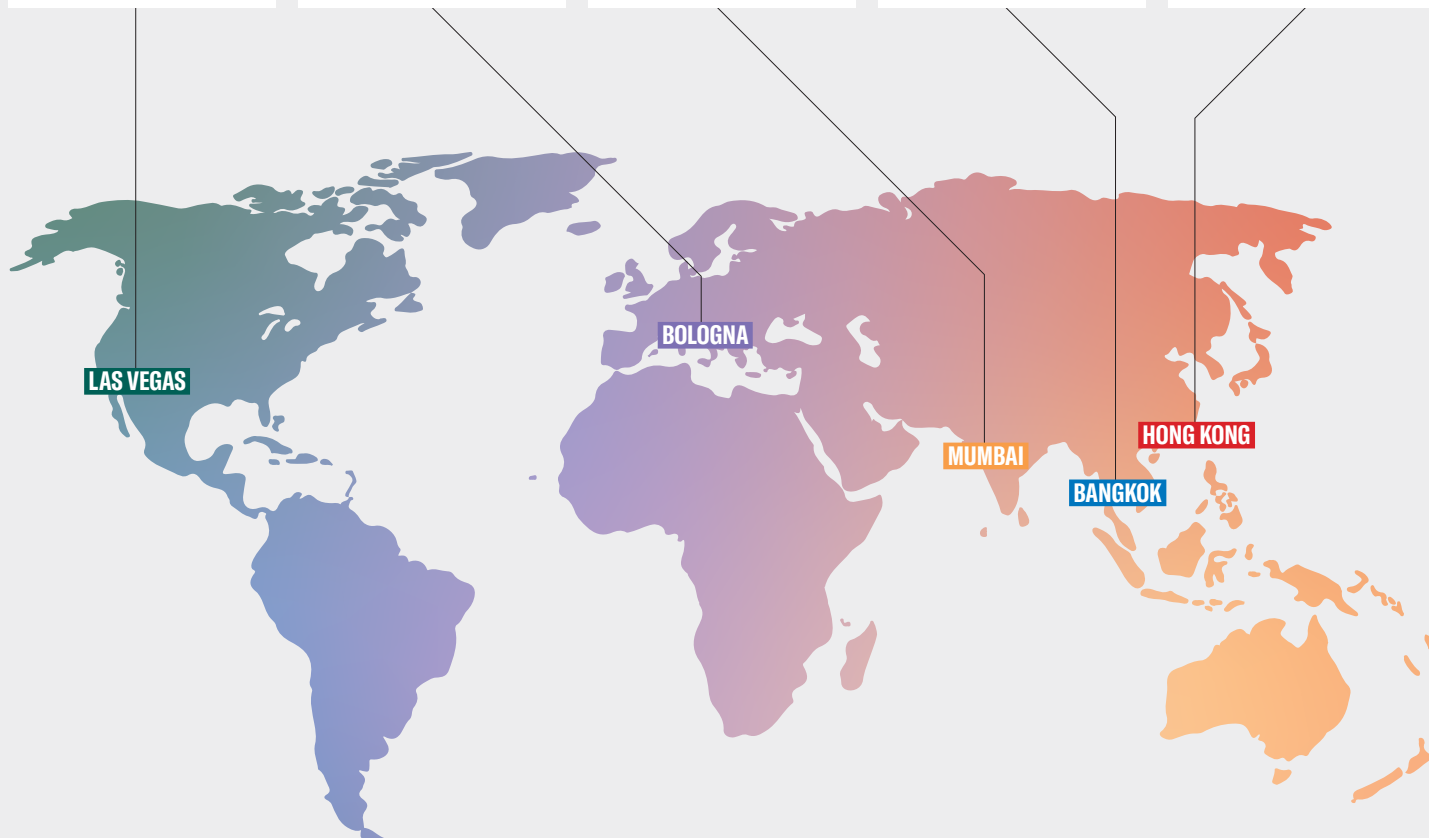 BOLOGNA
LAS VEGAS
HONG KONG
MUMBAI
BANGKOK